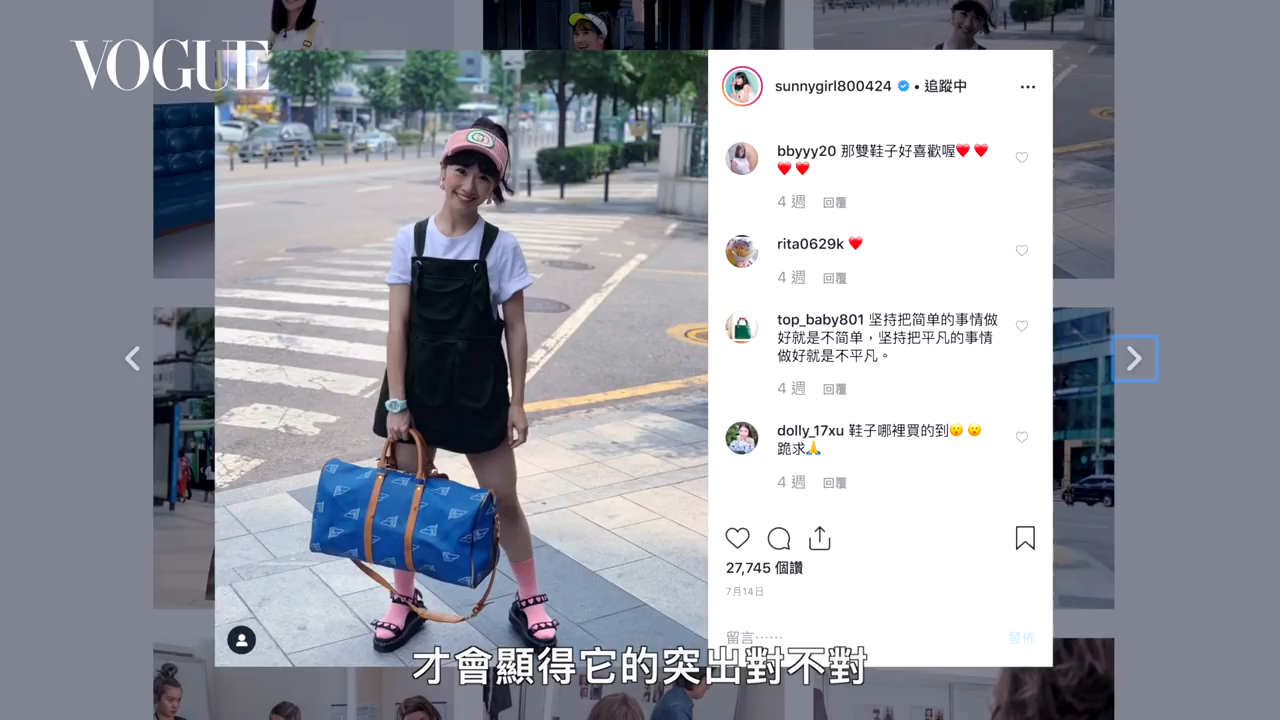 VOGUE
sunnygirl800424 • 追蹤中
bbyyy20 那雙鞋子好喜歡喔❤️❤️
❤️❤️
4 週 回覆
rita0629k ❤️
4 週 回覆
top_baby801 坚持把简单的事情做
好就是不简单，坚持把平凡的事情
做好就是不平凡。
4 週 回覆
dolly_17xu 鞋子哪裡買的到😮😮
跪求🙏
4 週 回覆
27,745 個讚
7月14日
留言⋯⋯ 發佈
才會顯得它的突出對不對